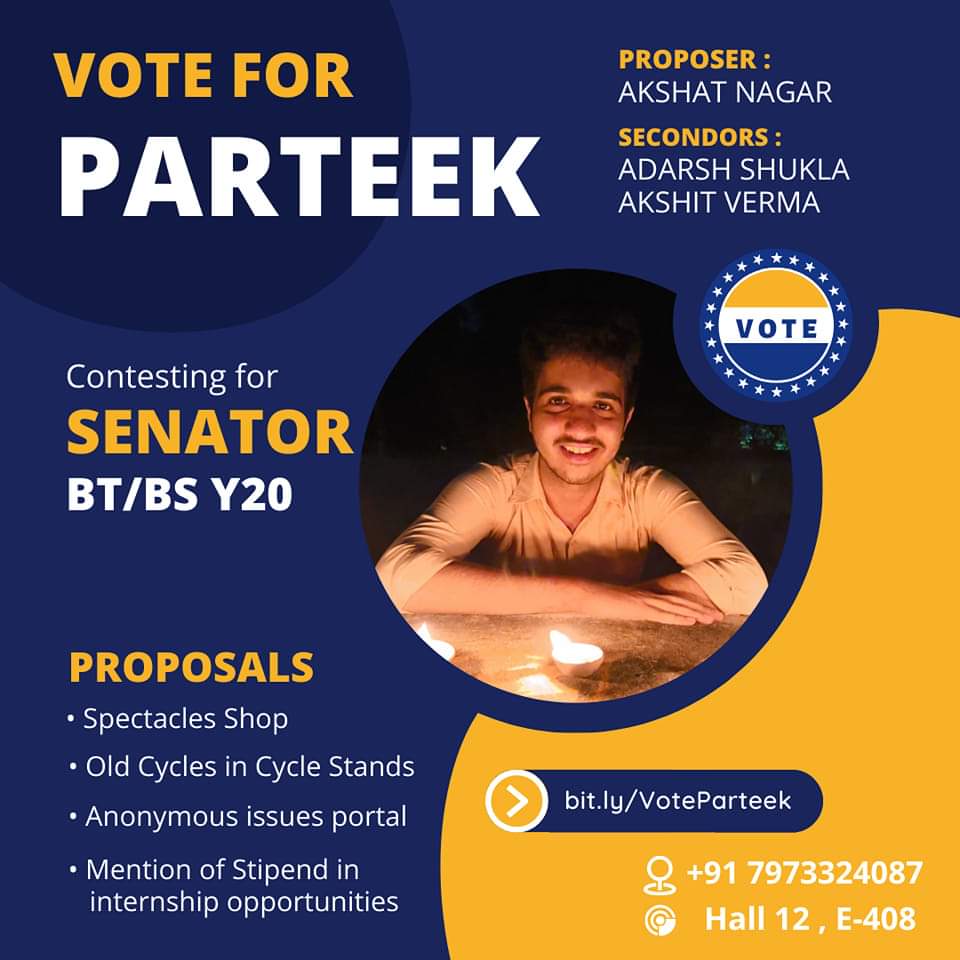 VOTE FOR
PARTEEK
PROPOSER :
AKSHAT NAGAR
SECONDORS :
ADARSH SHUKLA
AKSHIT VERMA
VOTE
Contesting for
SENATOR
BT/BS Y20
PROPOSALS
• Spectacles Shop
• Old Cycles in Cycle Stands
• Anonymous issues portal
• Mention of Stipend in
internship opportunities
bit.ly/VoteParteek
+91 7973324087
Hall 12 , E-408